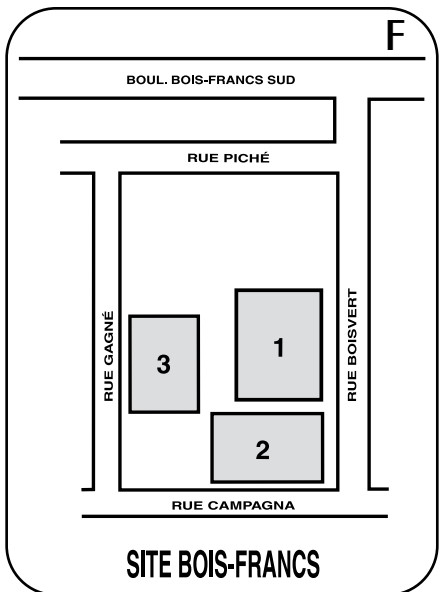 F
BOUL. BOIS-FRANCS SUD
RUE PICHÉ
RUE GAGNÉ
3
1
RUE BOISVERT
2
RUE CAMPAGNA
SITE BOIS-FRANCS